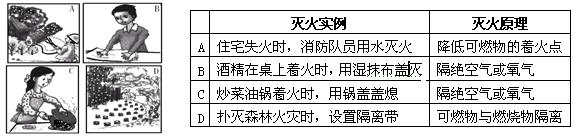 A
B
C
D
灭火实例 灭火原理
A 住宅失火时，消防队员用水灭火 降低可燃物的着火点
B 酒精在桌上着火时，用湿抹布盖灭 隔绝空气或氧气
C 炒菜油锅着火时，用锅盖盖熄 隔绝空气或氧气
D 扑灭森林火灾时，设置隔离带 可燃物与燃烧物隔离